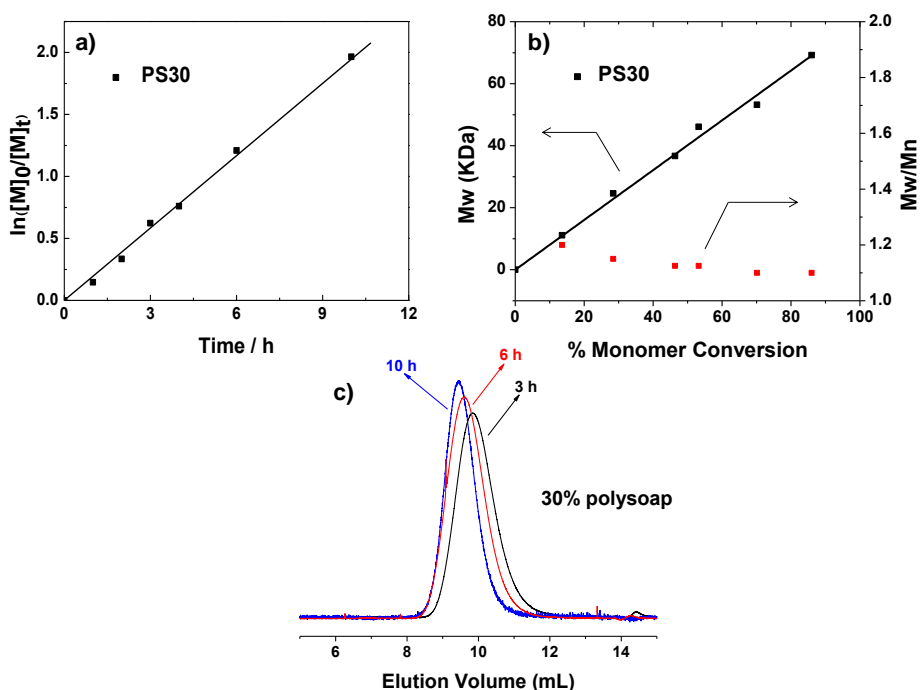 a)
PS30
ln([M]0/[M]t)
2.0
1.5
1.0
0.5
0.0
0 3 6 9 12
Time / h
b)
PS30
Mw (KDa)
80
60
40
20
0
2.0
1.8
1.6
1.4
1.2
1.0
Mw/Mn
0 20 40 60 80 100
% Monomer Conversion
c)
10 h
6 h
3 h
30% polysoap
6 8 10 12 14
Elution Volume (mL)